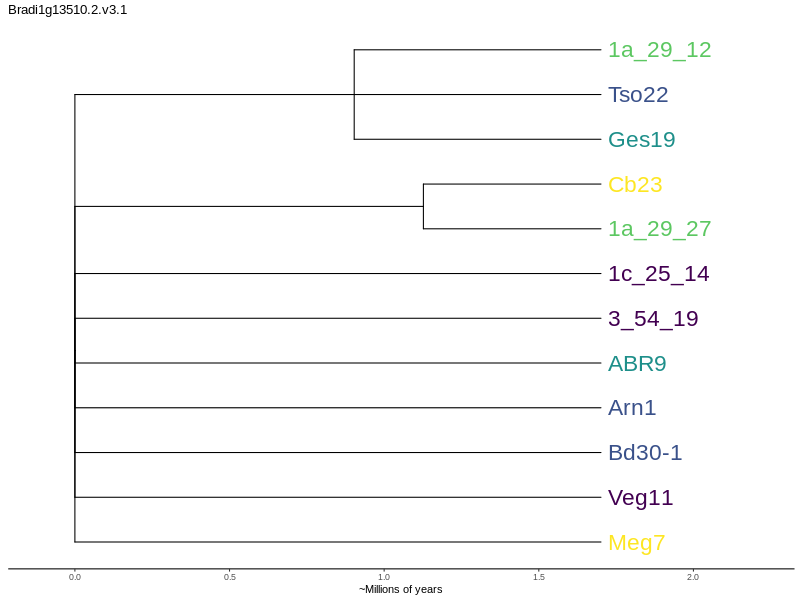 Bradi1g13510.2.v3.1
1a_29_12
Tso22
Ges19
Cb23
1a_29_27
1c_25_14
3_54_19
ABR9
Arn1
Bd30-1
Veg11
Meg7
0.0 0.5 1.0 1.5 2.0
~Millions of years